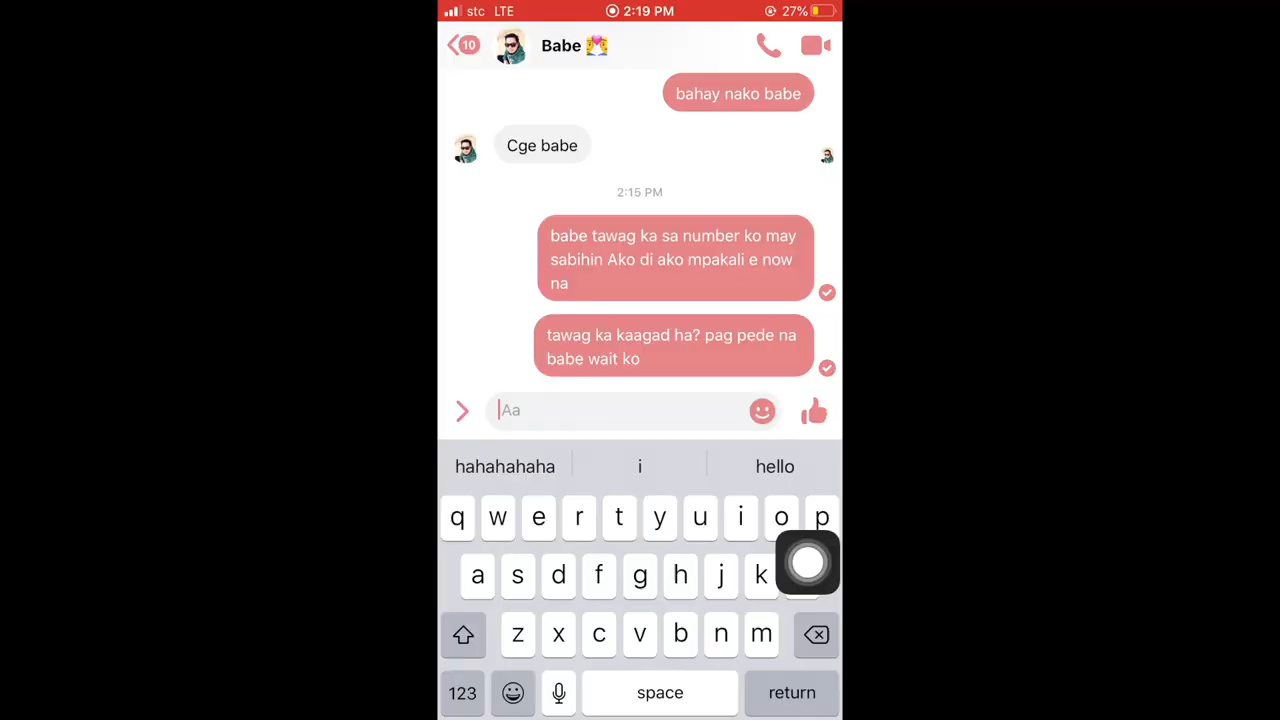 stc LTE 2:19 PM 27%
10 Babe
bahay nako babe
Cge babe
2:15 PM
babe tawag ka sa number ko may
sabihin Ako di ako mpakali e now
na
tawag ka kaagad ha? pag pede na
babe wait ko
Aa
hahahahaha i hello
q w e r t y u i o p
a s d f g h j k
z x c v b n m
123 space return